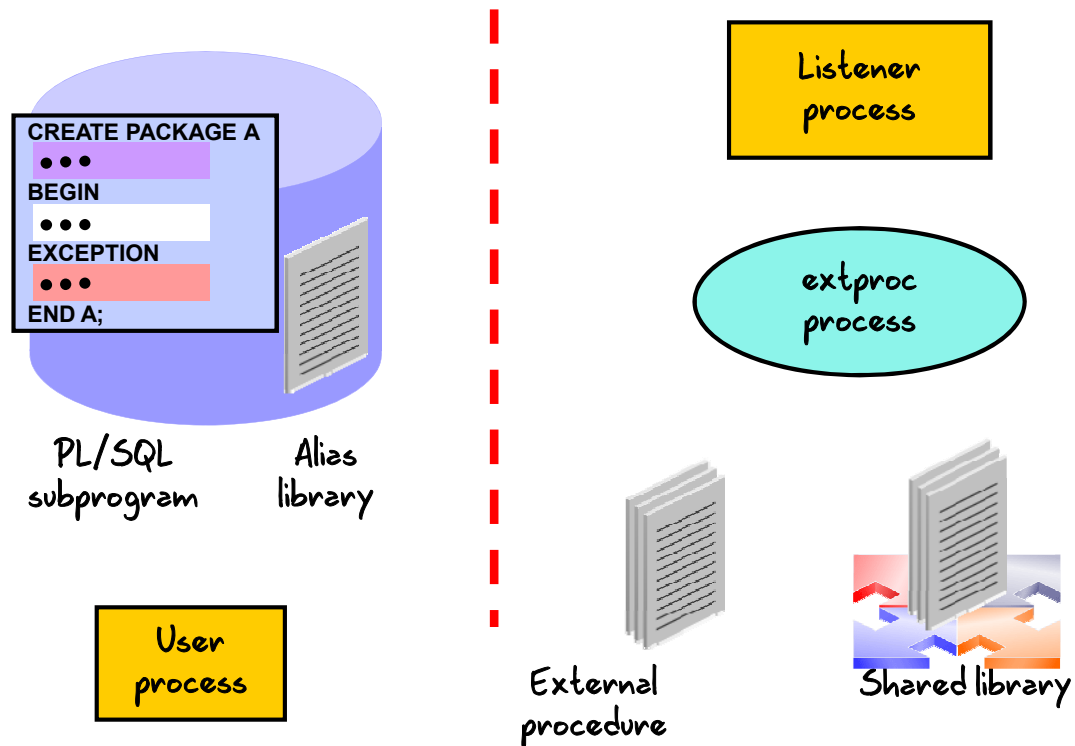 CREATE PACKAGE A
•••
BEGIN
•••
EXCEPTION
•••
END A;
PL/SQL
subprogram
Alias
library
User
process
Listener
process
extproc
process
External
procedure
Shared library